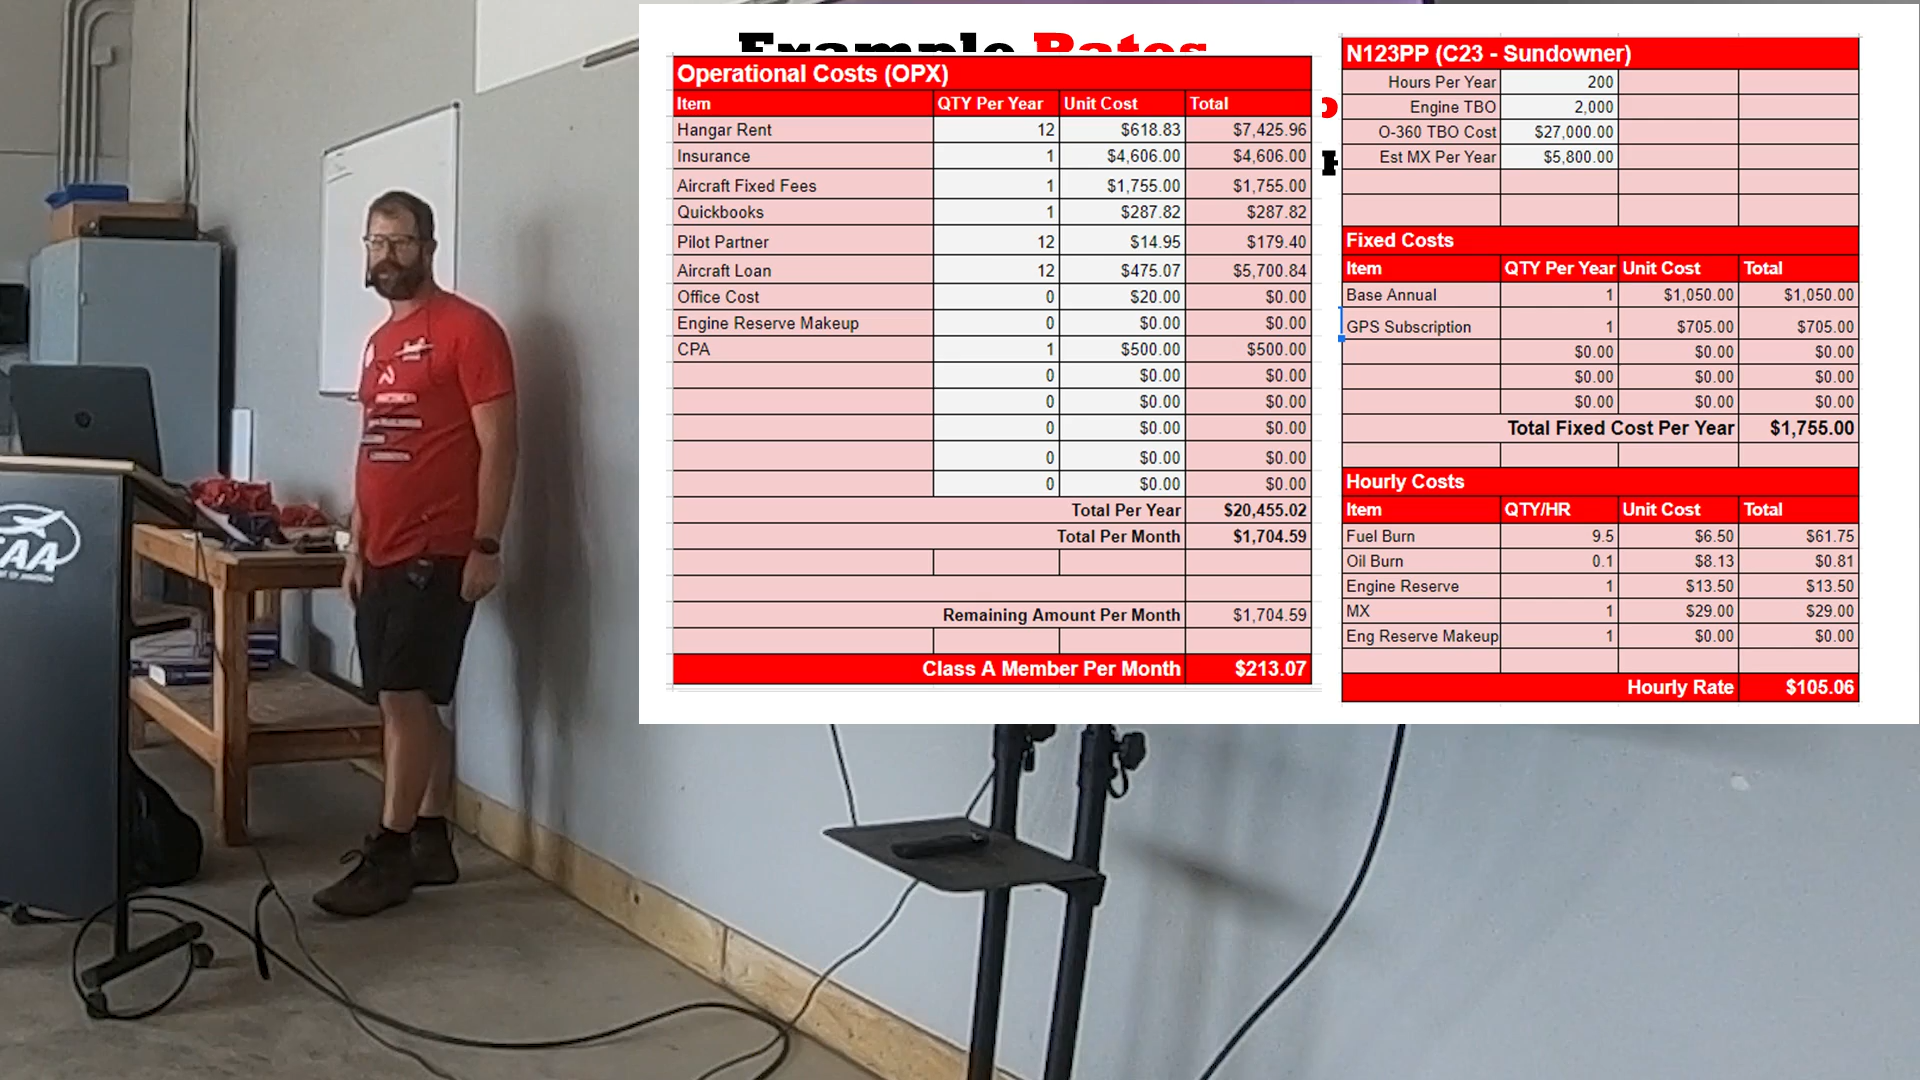 Example Rates
Operational Costs (OPX)
Item QTY Per Year Unit Cost Total
Hangar Rent 12 $618.83 $7,425.96
Insurance 1 $4,606.00 $4,606.00
Aircraft Fixed Fees 1 $1,755.00 $1,755.00
Quickbooks 1 $287.82 $287.82
Pilot Partner 12 $14.95 $179.40
Aircraft Loan 12 $475.07 $5,700.84
Office Cost 0 $20.00 $0.00
Engine Reserve Makeup 0 $0.00 $0.00
CPA 1 $500.00 $500.00
0 $0.00 $0.00
0 $0.00 $0.00
0 $0.00 $0.00
0 $0.00 $0.00
0 $0.00 $0.00
Total Per Year $20,455.02
Total Per Month $1,704.59
Remaining Amount Per Month $1,704.59
Class A Member Per Month $213.07
N123PP (C23 - Sundowner)
Hours Per Year 200
Engine TBO 2,000
O-360 TBO Cost $27,000.00
Est MX Per Year $5,800.00
Fixed Costs
Item QTY Per Year Unit Cost Total
Base Annual 1 $1,050.00 $1,050.00
GPS Subscription 1 $705.00 $705.00
$0.00 $0.00 $0.00
$0.00 $0.00 $0.00
$0.00 $0.00 $0.00
Total Fixed Cost Per Year $1,755.00
Hourly Costs
Item QTY/HR Unit Cost Total
Fuel Burn 9.5 $6.50 $61.75
Oil Burn 0.1 $8.13 $0.81
Engine Reserve 1 $13.50 $13.50
MX 1 $29.00 $29.00
Eng Reserve Makeup 1 $0.00 $0.00
Hourly Rate $105.06
EAA